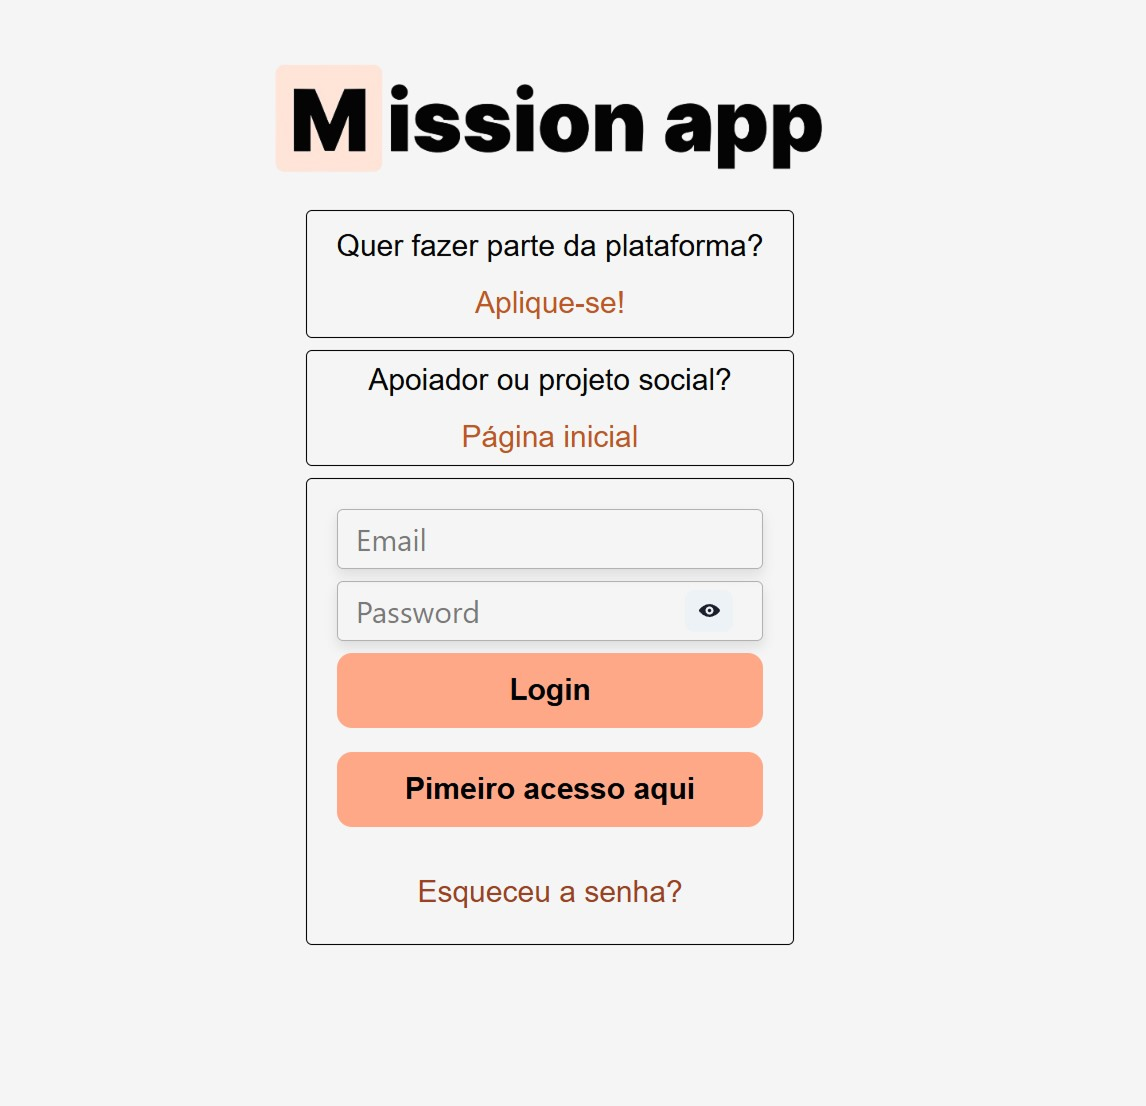 Mission app
Quer fazer parte da plataforma?
Aplique-se!
Apoiador ou projeto social?
Página inicial
Email
Password
Login
Pimeiro acesso aqui
Esqueceu a senha?